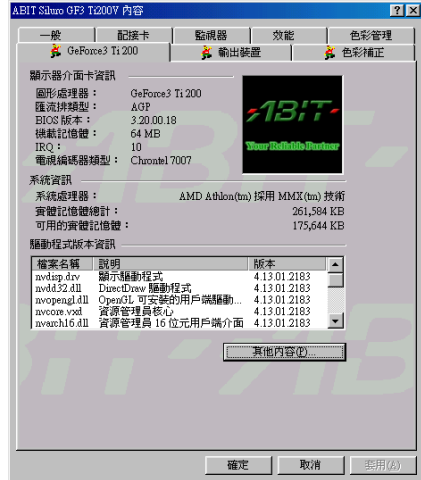 ABIT Siluro GF3 Ti200V 內容
一般 配接卡 監視器 效能 色彩管理
GeForce3 Ti 200 輸出裝置 色彩補正
顯示器介面卡資訊
圖形處理器： GeForce3 Ti 200
匯流排類型： AGP
BIOS 版本： 3.20.00.18
機載記憶體： 64 MB
IRQ： 10
電視編碼器類型： Chrontel 7007
ABIT
Your Reliable Partner
系統資訊
系統處理器： AMD Athlon(tm) 採用 MMX(tm) 技術
實體記憶體總計： 261,584 KB
可用的實體記憶體： 175,644 KB
驅動程式版本資訊
檔案名稱 說明 版本
nvdisp.drv 顯示驅動程式 4.13.01.2183
nvdd32.dll DirectDraw 驅動程式 4.13.01.2183
nvopengl.dll OpenGL 可安裝的用戶端驅動... 4.13.01.2183
nvcore.vxd 資源管理員核心 4.13.01.2183
nvarch16.dll 資源管理員 16 位元用戶端介面 4.13.01.2183
其他內容(P)...
確定 取消 套用(A)